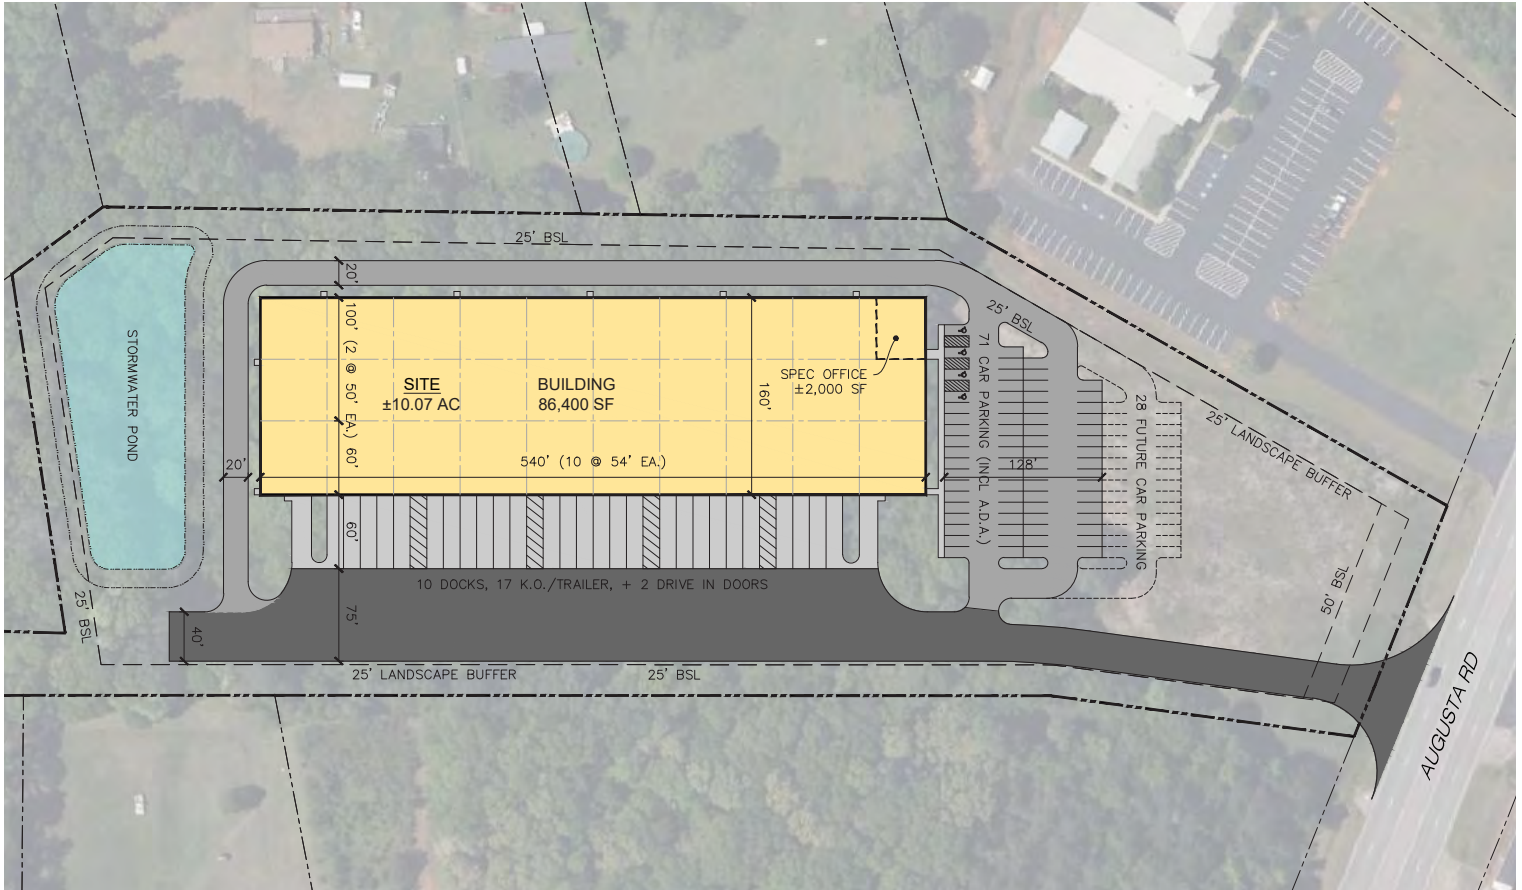 25' BSL
20'
100' (2 @ 50' EA.)
60'
25' BSL
STORMWATER POND
SITE
±10.07 AC
BUILDING
86,400 SF
160'
SPEC OFFICE
±2,000 SF
71 CAR PARKING (INCL A.D.A.)
28 FUTURE CAR PARKING
25' LANDSCAPE BUFFER
20'
540' (10 @ 54' EA.)
128'
60'
10 DOCKS, 17 K.O./TRAILER, + 2 DRIVE IN DOORS
75'
40'
25' BSL
50' BSL
25' LANDSCAPE BUFFER
25' BSL
AUGUSTA RD